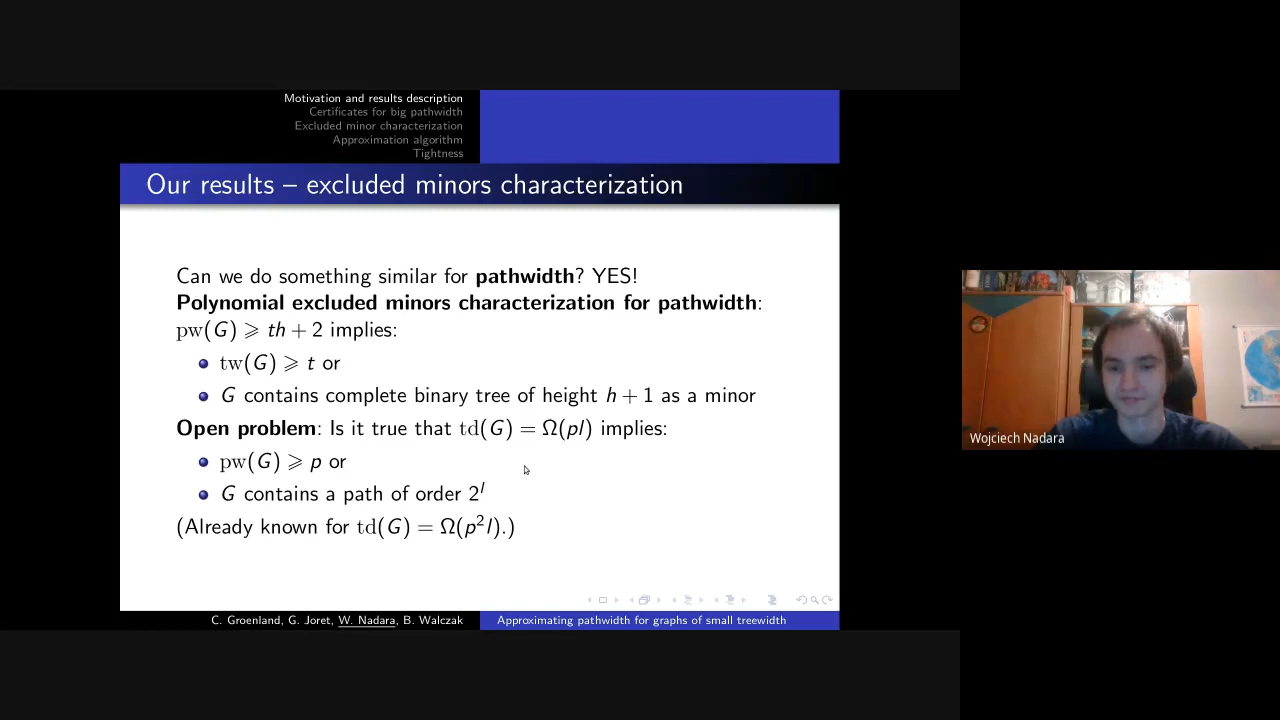 Motivation and results description
Certificates for big pathwidth
Excluded minor characterization
Approximation algorithm
Tightness
Our results – excluded minors characterization
Can we do something similar for pathwidth? YES!
Polynomial excluded minors characterization for pathwidth:
pw(G) ⩾ th + 2 implies:
tw(G) ⩾ t or
G contains complete binary tree of height h + 1 as a minor
Open problem: Is it true that td(G) = Ω(pl) implies:
pw(G) ⩾ p or
G contains a path of order 2^l
(Already known for td(G) = Ω(p²l).)
C. Groenland, G. Joret, W. Nadara, B. Walczak
Approximating pathwidth for graphs of small treewidth
Wojciech Nadara